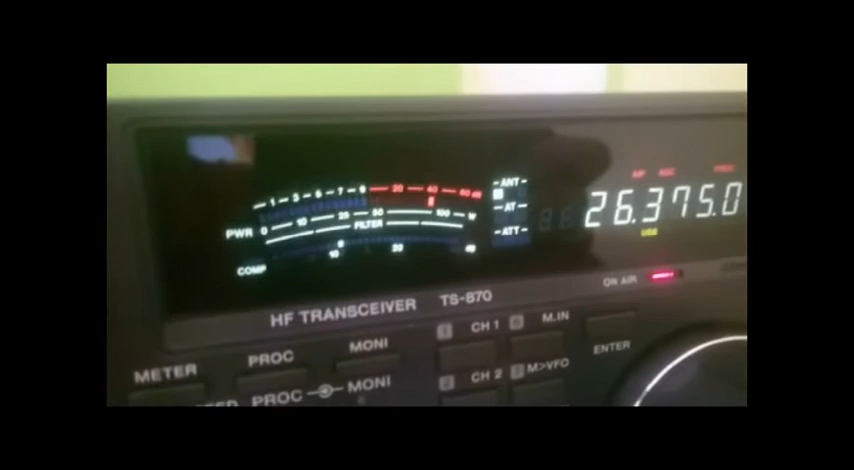 1 3 5 7 9 20 40 60 dB
PWR 0 10 25 50 100 W
FILTER
COMP 10 20
ANT
AT
ATT
AIP AGC PROC
26.375.0
USB
ON AIR
HF TRANSCEIVER TS-870
METER PROC MONI
1 CH 1 M.IN
ENTER
PROC MONI
2 CH 2 M>VFO